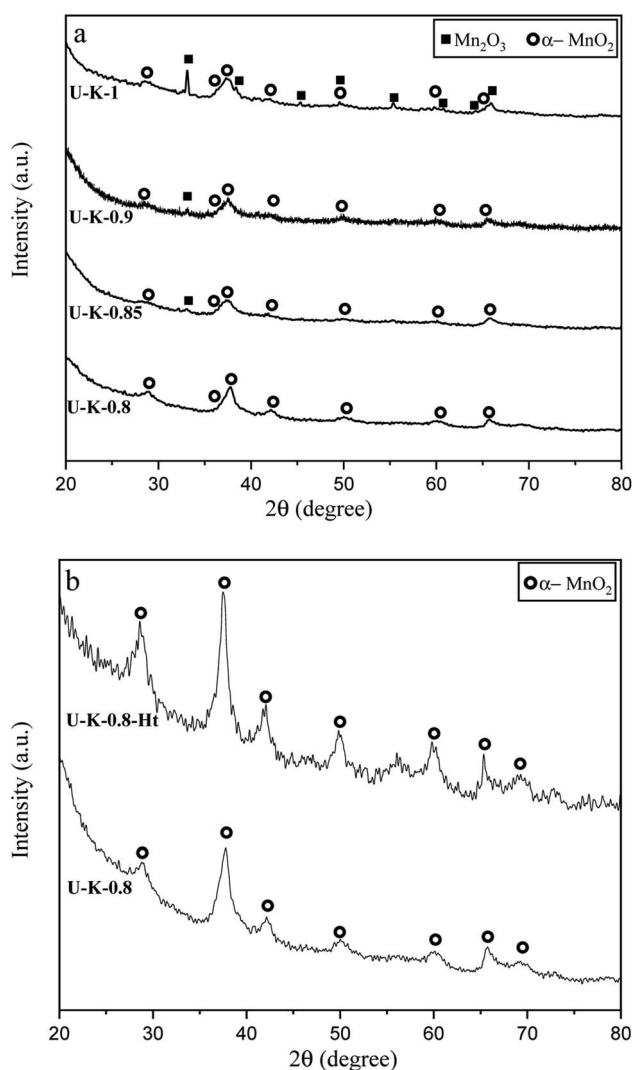 a
■ Mn₂O₃ o α– MnO₂
U-K-1
U-K-0.9
U-K-0.85
U-K-0.8
Intensity (a.u.)
20 30 40 50 60 70 80
2θ (degree)
b
o α– MnO₂
U-K-0.8-Ht
U-K-0.8
Intensity (a.u.)
20 30 40 50 60 70 80
2θ (degree)